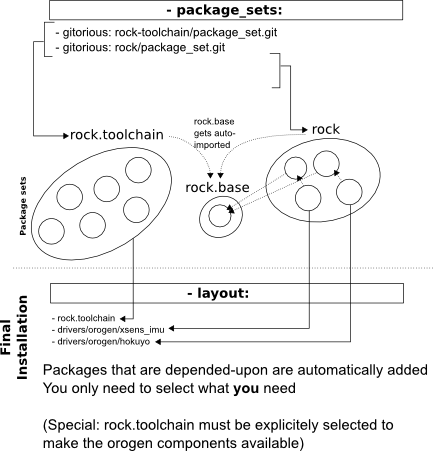 - package_sets:
- gitorious: rock-toolchain/package_set.git
- gitorious: rock/package_set.git
rock.base
gets auto-
imported
rock.toolchain
rock
rock.base
Package sets
- layout:
Final
Installation
- rock.toolchain
- drivers/orogen/xsens_imu
- drivers/orogen/hokuyo
Packages that are depended-upon are automatically added
You only need to select what you need
(Special: rock.toolchain must be explicitly selected to
make the orogen components available)